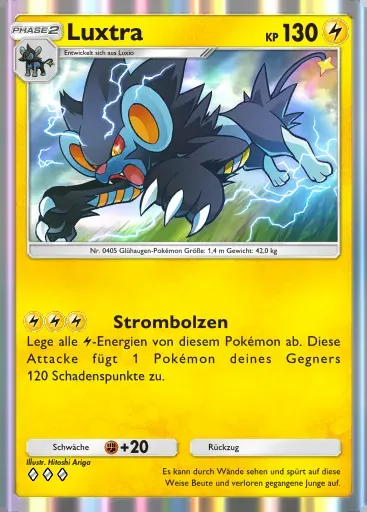 PHASE 2
Luxtra
KP 130
Entwickelt sich aus Luxio
Nr. 0405 Glühaugen-Pokémon Größe: 1,4 m Gewicht: 42,0 kg
Strombolzen
Lege alle -Energien von diesem Pokémon ab. Diese
Attacke fügt 1 Pokémon deines Gegners
120 Schadenspunkte zu.
Schwäche +20 Rückzug
Illustr. Hitoshi Ariga
Es kann durch Wände sehen und spürt auf diese
Weise Beute und verloren gegangene Junge auf.